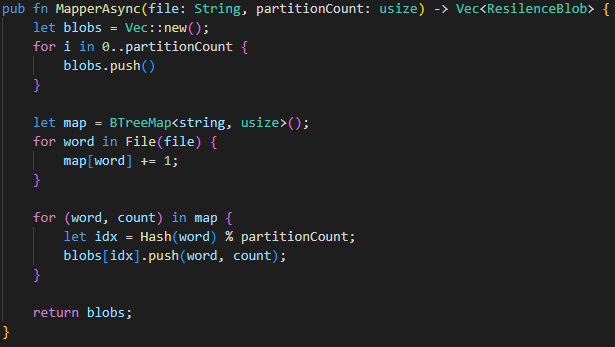 pub fn MapperAsync(file: String, partitionCount: usize) -> Vec<ResilenceBlob> {
    let blobs = Vec::new();
    for i in 0..partitionCount {
        blobs.push()
    }

    let map = BTreeMap<string, usize>();
    for word in File(file) {
        map[word] += 1;
    }

    for (word, count) in map {
        let idx = Hash(word) % partitionCount;
        blobs[idx].push(word, count);
    }

    return blobs;
}